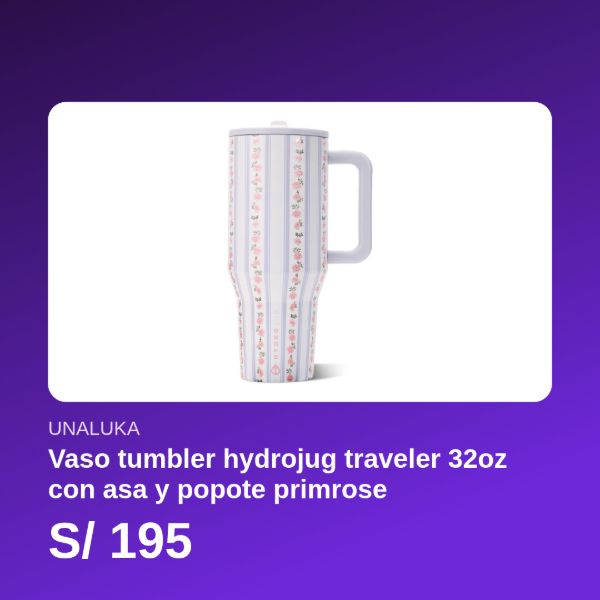 UNALUKA
Vaso tumbler hydrojug traveler 32oz
con asa y popote primrose
S/ 195